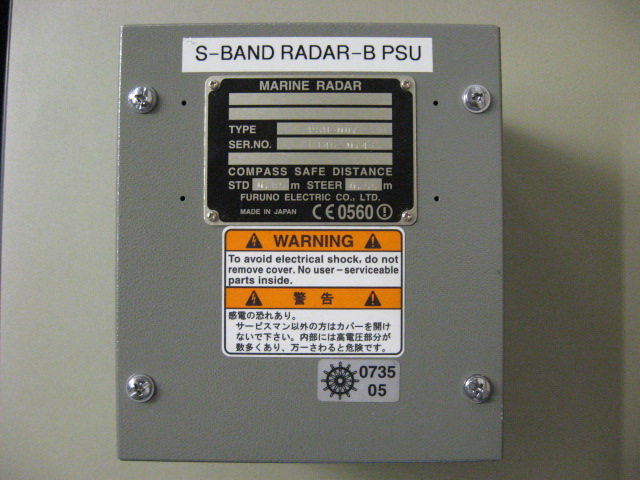 S-BAND RADAR-B PSU
MARINE RADAR
TYPE
SER.NO.
COMPASS SAFE DISTANCE
STD m STEER m
FURUNO ELECTRIC CO., LTD.
MADE IN JAPAN CE0560
WARNING
To avoid electrical shock, do not
remove cover. No user-serviceable
parts inside.
警告
感電の恐れあり。
サービスマン以外の方はカバーを開け
ないで下さい。内部には高電圧部分が
数多くあり、万一さわると危険です。
0735
05